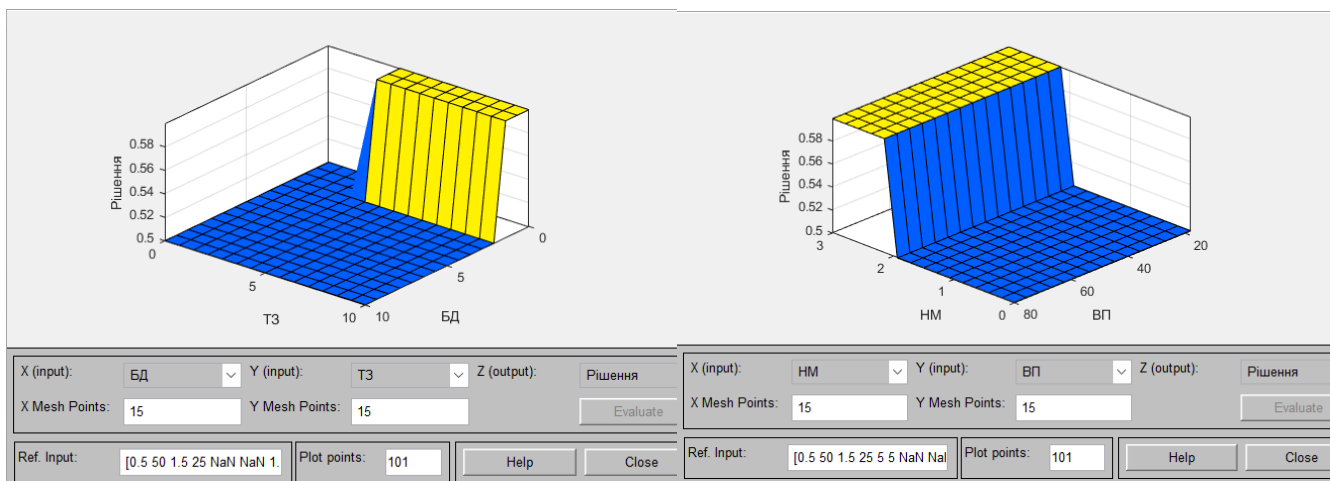 0.58
0.56
0.54
0.52
0.5
Рішення
0
5
10
ТЗ
10
5
0
БД
X (input):
БД
Y (input):
ТЗ
Z (output):
Рішення
X Mesh Points:
15
Y Mesh Points:
15
Evaluate
Ref. Input:
[0.5 50 1.5 25 NaN NaN 1.
Plot points:
101
Help
Close
0.58
0.56
0.54
0.52
0.5
Рішення
3
2
1
0
НМ
80
60
40
20
ВП
X (input):
НМ
Y (input):
ВП
Z (output):
Рішення
X Mesh Points:
15
Y Mesh Points:
15
Evaluate
Ref. Input:
[0.5 50 1.5 25 5 5 NaN NaI
Plot points:
101
Help
Close